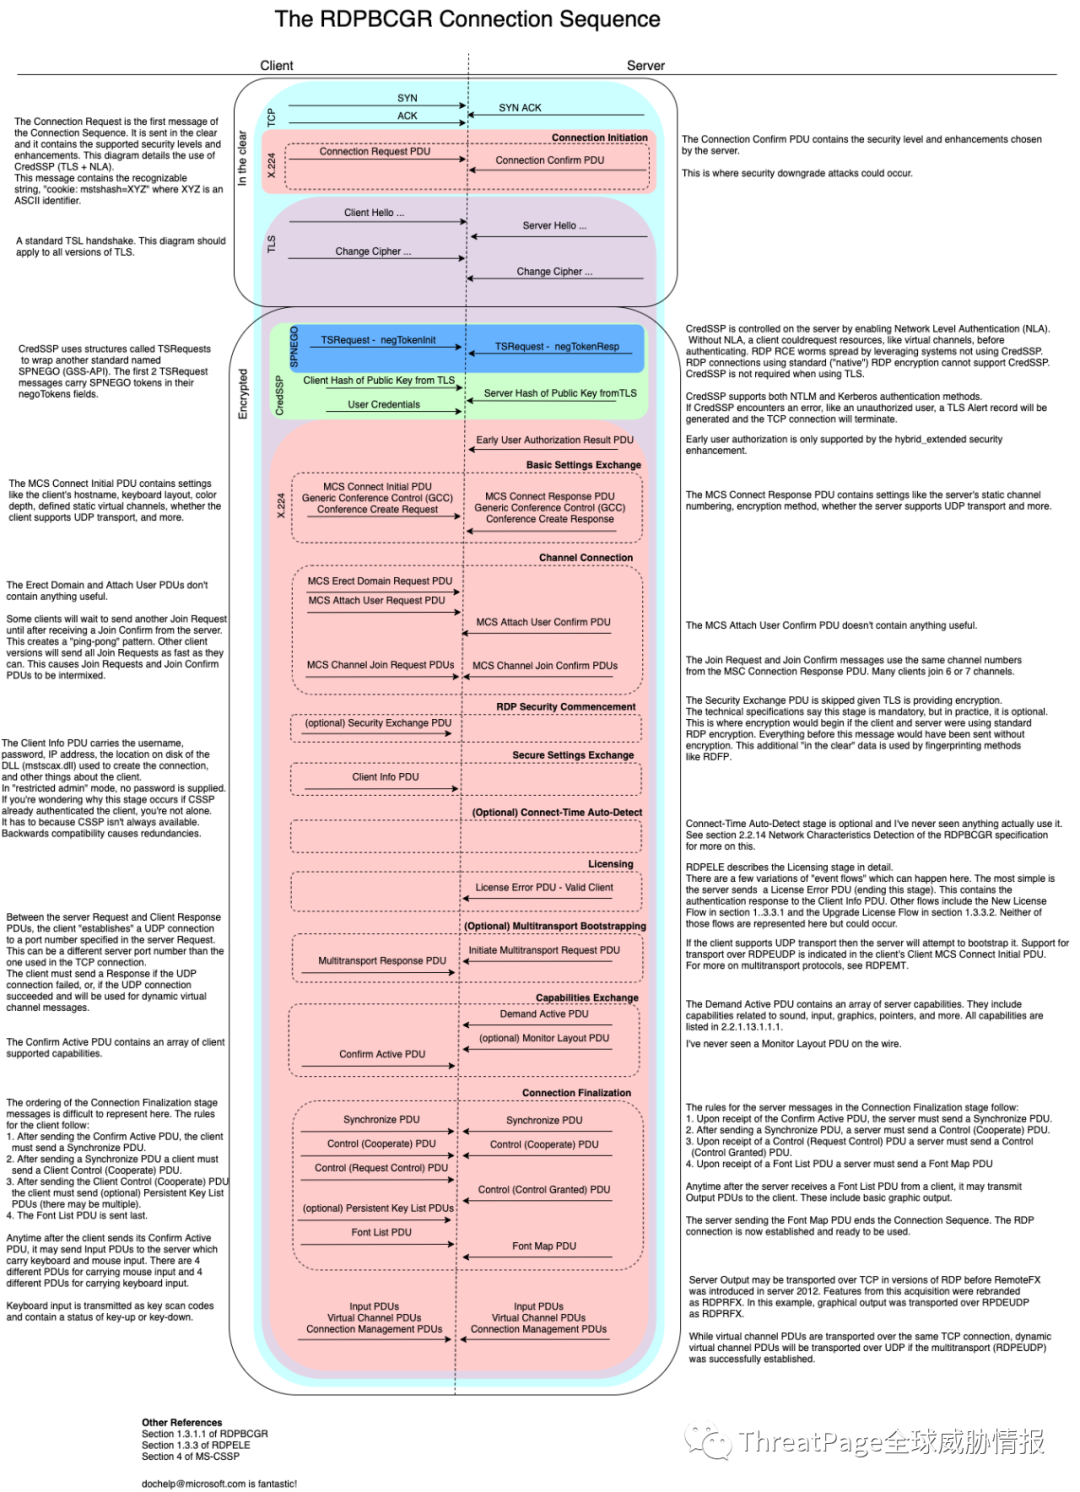 The RDPBCGR Connection Sequence
Client
Server
In the clear
TCP
SYN
SYN ACK
ACK
The Connection Request is the first message of
the Connection Sequence. It is sent in the clear
and it contains the supported security levels and
enhancements. This diagram details the use of
CredSSP (TLS + NLA).
This message contains the recognizable
string, "cookie: mstshash=XYZ" where XYZ is an
ASCII identifier.
X.224
Connection Initiation
Connection Request PDU
Connection Confirm PDU
The Connection Confirm PDU contains the security level and enhancements chosen
by the server.
This is where security downgrade attacks could occur.
A standard TSL handshake. This diagram should
apply to all versions of TLS.
TLS
Client Hello ...
Server Hello ...
Change Cipher ...
Change Cipher ...
Encrypted
CredSSP uses structures called TSRequests
to wrap another standard named
SPNEGO (GSS-API). The first 2 TSRequest
messages carry SPNEGO tokens in their
negoTokens fields.
CredSSP
SPNEGO
TSRequest - negTokenInit
TSRequest - negTokenResp
Client Hash of Public Key from TLS
Server Hash of Public Key fromTLS
User Credentials
CredSSP is controlled on the server by enabling Network Level Authentication (NLA).
Without NLA, a client couldrequest resources, like virtual channels, before
authenticating. RDP RCE worms spread by leveraging systems not using CredSSP.
RDP connections using standard ("native") RDP encryption cannot support CredSSP.
CredSSP is not required when using TLS.
CredSSP supports both NTLM and Kerberos authentication methods.
If CredSSP encounters an error, like an unauthorized user, a TLS Alert record will be
generated and the TCP connection will terminate.
Early User Authorization Result PDU
Early user authorization is only supported by the hybrid_extended security
enhancement.
X.224
Basic Settings Exchange
The MCS Connect Initial PDU contains settings
like the client's hostname, keyboard layout, color
depth, defined static virtual channels, whether the
client supports UDP transport, and more.
MCS Connect Initial PDU
Generic Conference Control (GCC)
Conference Create Request
MCS Connect Response PDU
Generic Conference Control (GCC)
Conference Create Response
The MCS Connect Response PDU contains settings like the server's static channel
numbering, encryption method, whether the server supports UDP transport and more.
Channel Connection
The Erect Domain and Attach User PDUs don't
contain anything useful.
Some clients will wait to send another Join Request
until after receiving a Join Confirm from the server.
This creates a "ping-pong" pattern. Other client
versions will send all Join Requests as fast as they
can. This causes Join Requests and Join Confirm
PDUs to be intermixed.
MCS Erect Domain Request PDU
MCS Attach User Request PDU
MCS Attach User Confirm PDU
MCS Channel Join Request PDUs
MCS Channel Join Confirm PDUs
The MCS Attach User Confirm PDU doesn't contain anything useful.
The Join Request and Join Confirm messages use the same channel numbers
from the MSC Connection Response PDU. Many clients join 6 or 7 channels.
RDP Security Commencement
(optional) Security Exchange PDU
The Security Exchange PDU is skipped given TLS is providing encryption.
The technical specifications say this stage is mandatory, but in practice, it is optional.
This is where encryption would begin if the client and server were using standard
RDP encryption. Everything before this message would have been sent without
encryption. This additional "in the clear" data is used by fingerprinting methods
like RDFP.
Secure Settings Exchange
The Client Info PDU carries the username,
password, IP address, the location on disk of the
DLL (mstscax.dll) used to create the connection,
and other things about the client.
In "restricted admin" mode, no password is supplied.
If you're wondering why this stage occurs if CSSP
already authenticated the client, you're not alone.
It has to because CSSP isn't always available.
Backwards compatibility causes redundancies.
Client Info PDU
(Optional) Connect-Time Auto-Detect
Connect-Time Auto-Detect stage is optional and I've never seen anything actually use it.
See section 2.2.14 Network Characteristics Detection of the RDPBCGR specification
for more on this.
Licensing
License Error PDU - Valid Client
RDPELE describes the Licensing stage in detail.
There are a few variations of "event flows" which can happen here. The most simple is
the server sends a License Error PDU (ending this stage). This contains the
authentication response to the Client Info PDU. Other flows include the New License
Flow in section 1..3.3.1 and the Upgrade License Flow in section 1.3.3.2. Neither of
those flows are represented here but could occur.
(Optional) Multitransport Bootstrapping
Between the server Request and Client Response
PDUs, the client "establishes" a UDP connection
to a port number specified in the server Request.
This can be a different server port number than the
one used in the TCP connection.
The client must send a Response if the UDP
connection failed, or, if the UDP connection
succeeded and will be used for dynamic virtual
channel messages.
Initiate Multitransport Request PDU
Multitransport Response PDU
If the client supports UDP transport then the server will attempt to bootstrap it. Support for
transport over RDPEUDP is indicated in the client's Client MCS Connect Initial PDU.
For more on multitransport protocols, see RDPEMT.
Capabilities Exchange
Demand Active PDU
(optional) Monitor Layout PDU
Confirm Active PDU
The Confirm Active PDU contains an array of client
supported capabilities.
The Demand Active PDU contains an array of server capabilities. They include
capabilities related to sound, input, graphics, pointers, and more. All capabilities are
listed in 2.2.1.13.1.1.1.
I've never seen a Monitor Layout PDU on the wire.
Connection Finalization
The ordering of the Connection Finalization stage
messages is difficult to represent here. The rules
for the client follow:
1. After sending the Confirm Active PDU, the client
must send a Synchronize PDU.
2. After sending a Synchronize PDU a client must
send a Client Control (Cooperate) PDU.
3. After sending the Client Control (Cooperate) PDU
the client must send (optional) Persistent Key List
PDUs (there may be multiple).
4. The Font List PDU is sent last.
Anytime after the client sends its Confirm Active
PDU, it may send Input PDUs to the server which
carry keyboard and mouse input. There are 4
different PDUs for carrying mouse input and 4
different PDUs for carrying keyboard input.
Keyboard input is transmitted as key scan codes
and contain a status of key-up or key-down.
Synchronize PDU
Synchronize PDU
Control (Cooperate) PDU
Control (Cooperate) PDU
Control (Request Control) PDU
Control (Control Granted) PDU
(optional) Persistent Key List PDUs
Font List PDU
Font Map PDU
Input PDUs
Virtual Channel PDUs
Connection Management PDUs
Input PDUs
Virtual Channel PDUs
Connection Management PDUs
The rules for the server messages in the Connection Finalization stage follow:
1. Upon receipt of the Confirm Active PDU, the server must send a Synchronize PDU.
2. After sending a Synchronize PDU, a server must send a Control (Cooperate) PDU.
3. Upon receipt of a Control (Request Control) PDU a server must send a Control
(Control Granted) PDU.
4. Upon receipt of a Font List PDU a server must send a Font Map PDU
Anytime after the server receives a Font List PDU from a client, it may transmit
Output PDUs to the client. These include basic graphic output.
The server sending the Font Map PDU ends the Connection Sequence. The RDP
connection is now established and ready to be used.
Server Output may be transported over TCP in versions of RDP before RemoteFX
was introduced in server 2012. Features from this acquisition were rebranded
as RDPRFX. In this example, graphical output was transported over RPDEUDP
as RDPRFX.
While virtual channel PDUs are transported over the same TCP connection, dynamic
virtual channel PDUs will be transported over UDP if the multitransport (RDPEUDP)
was successfully established.
Other References
Section 1.3.1.1 of RDPBCGR
Section 1.3.3 of RDPELE
Section 4 of MS-CSSP
dochelp@microsoft.com is fantastic!
ThreatPage全球威胁情报